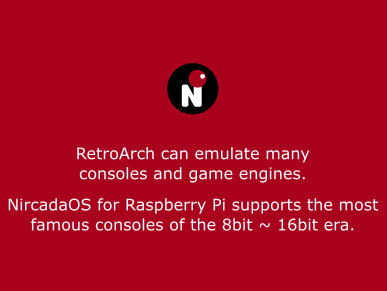 N
RetroArch can emulate many
consoles and game engines.
NircadaOS for Raspberry Pi supports the most
famous consoles of the 8bit ~ 16bit era.